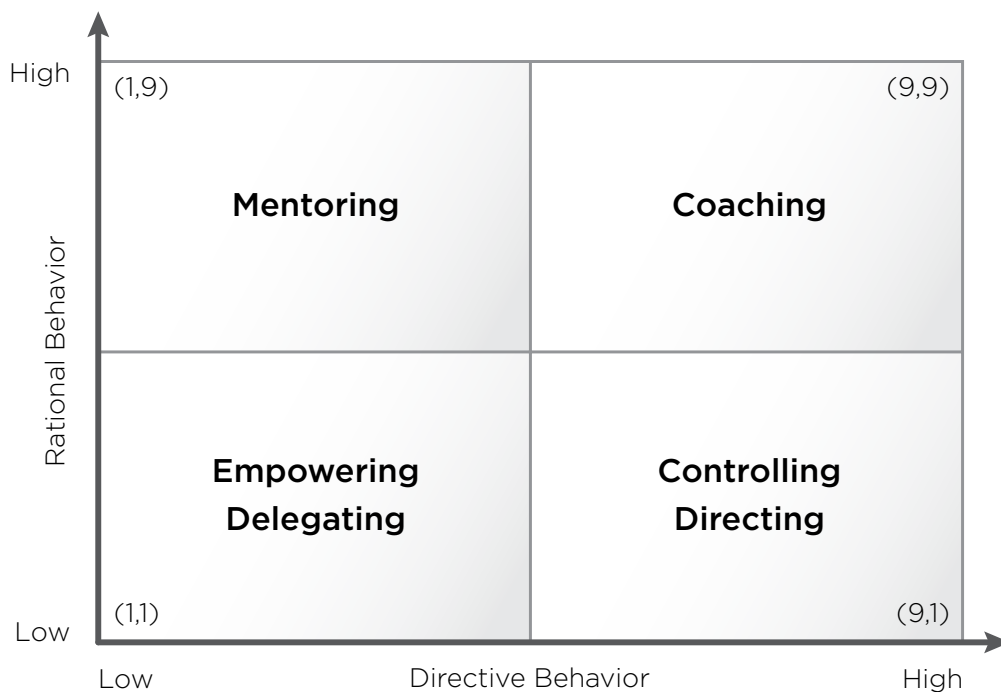 High
(1,9)
(9,9)
Mentoring
Coaching
Rational Behavior
Empowering
Delegating
Controlling
Directing
(1,1)
(9,1)
Low
Low
Directive Behavior
High